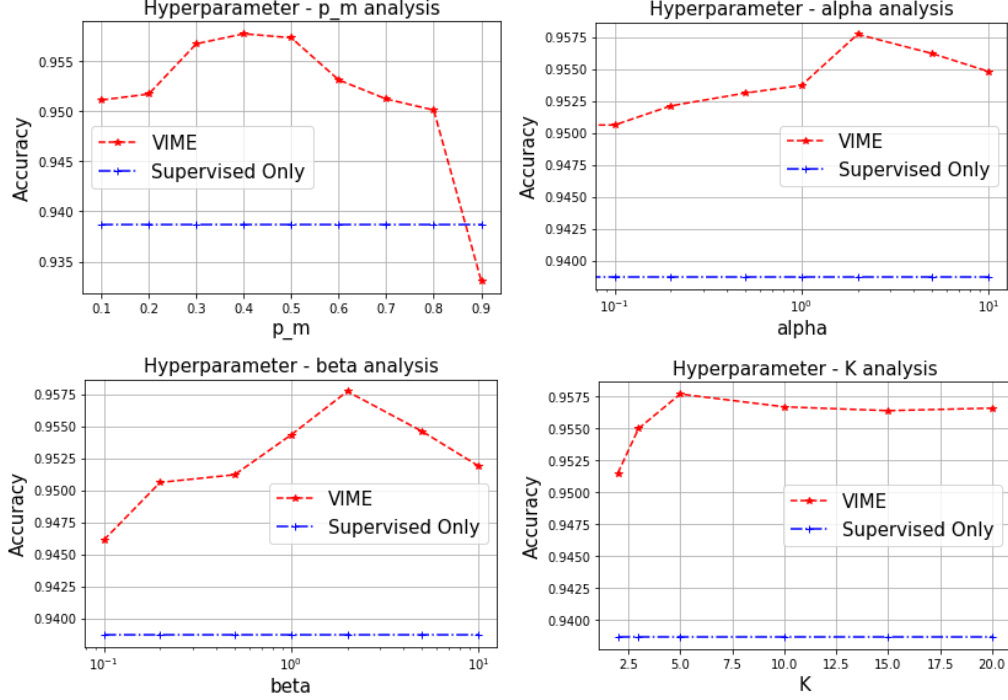 Hyperparameter - p_m analysis
Accuracy
0.955
0.950
0.945
0.940
0.935
VIME
Supervised Only
0.1 0.2 0.3 0.4 0.5 0.6 0.7 0.8 0.9
p_m
Hyperparameter - alpha analysis
Accuracy
0.9575
0.9550
0.9525
0.9500
0.9475
0.9450
0.9425
0.9400
VIME
Supervised Only
10⁻¹ 10⁰ 10¹
alpha
Hyperparameter - beta analysis
Accuracy
0.9575
0.9550
0.9525
0.9500
0.9475
0.9450
0.9425
0.9400
VIME
Supervised Only
10⁻¹ 10⁰ 10¹
beta
Hyperparameter - K analysis
Accuracy
0.9575
0.9550
0.9525
0.9500
0.9475
0.9450
0.9425
0.9400
VIME
Supervised Only
2.5 5.0 7.5 10.0 12.5 15.0 17.5 20.0
K